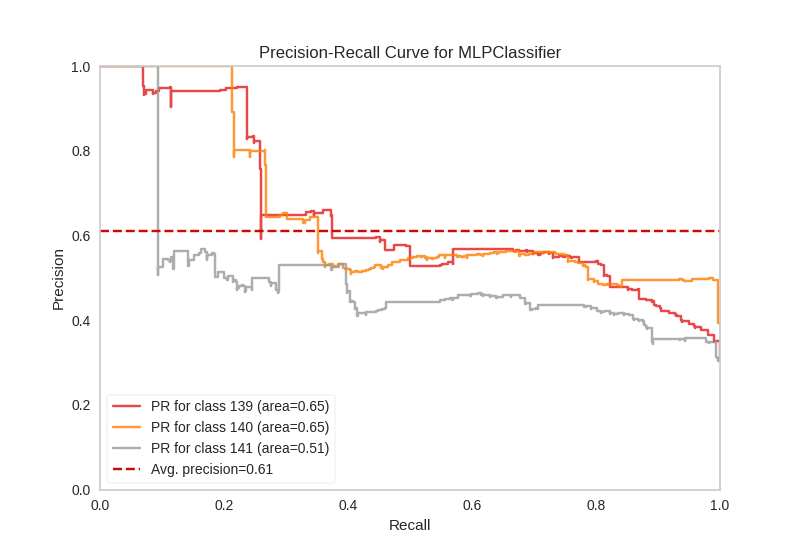 Precision-Recall Curve for MLPClassifier
1.0
0.8
0.6
0.4
0.2
0.0
Precision
PR for class 139 (area=0.65)
PR for class 140 (area=0.65)
PR for class 141 (area=0.51)
Avg. precision=0.61
0.0 0.2 0.4 0.6 0.8 1.0
Recall